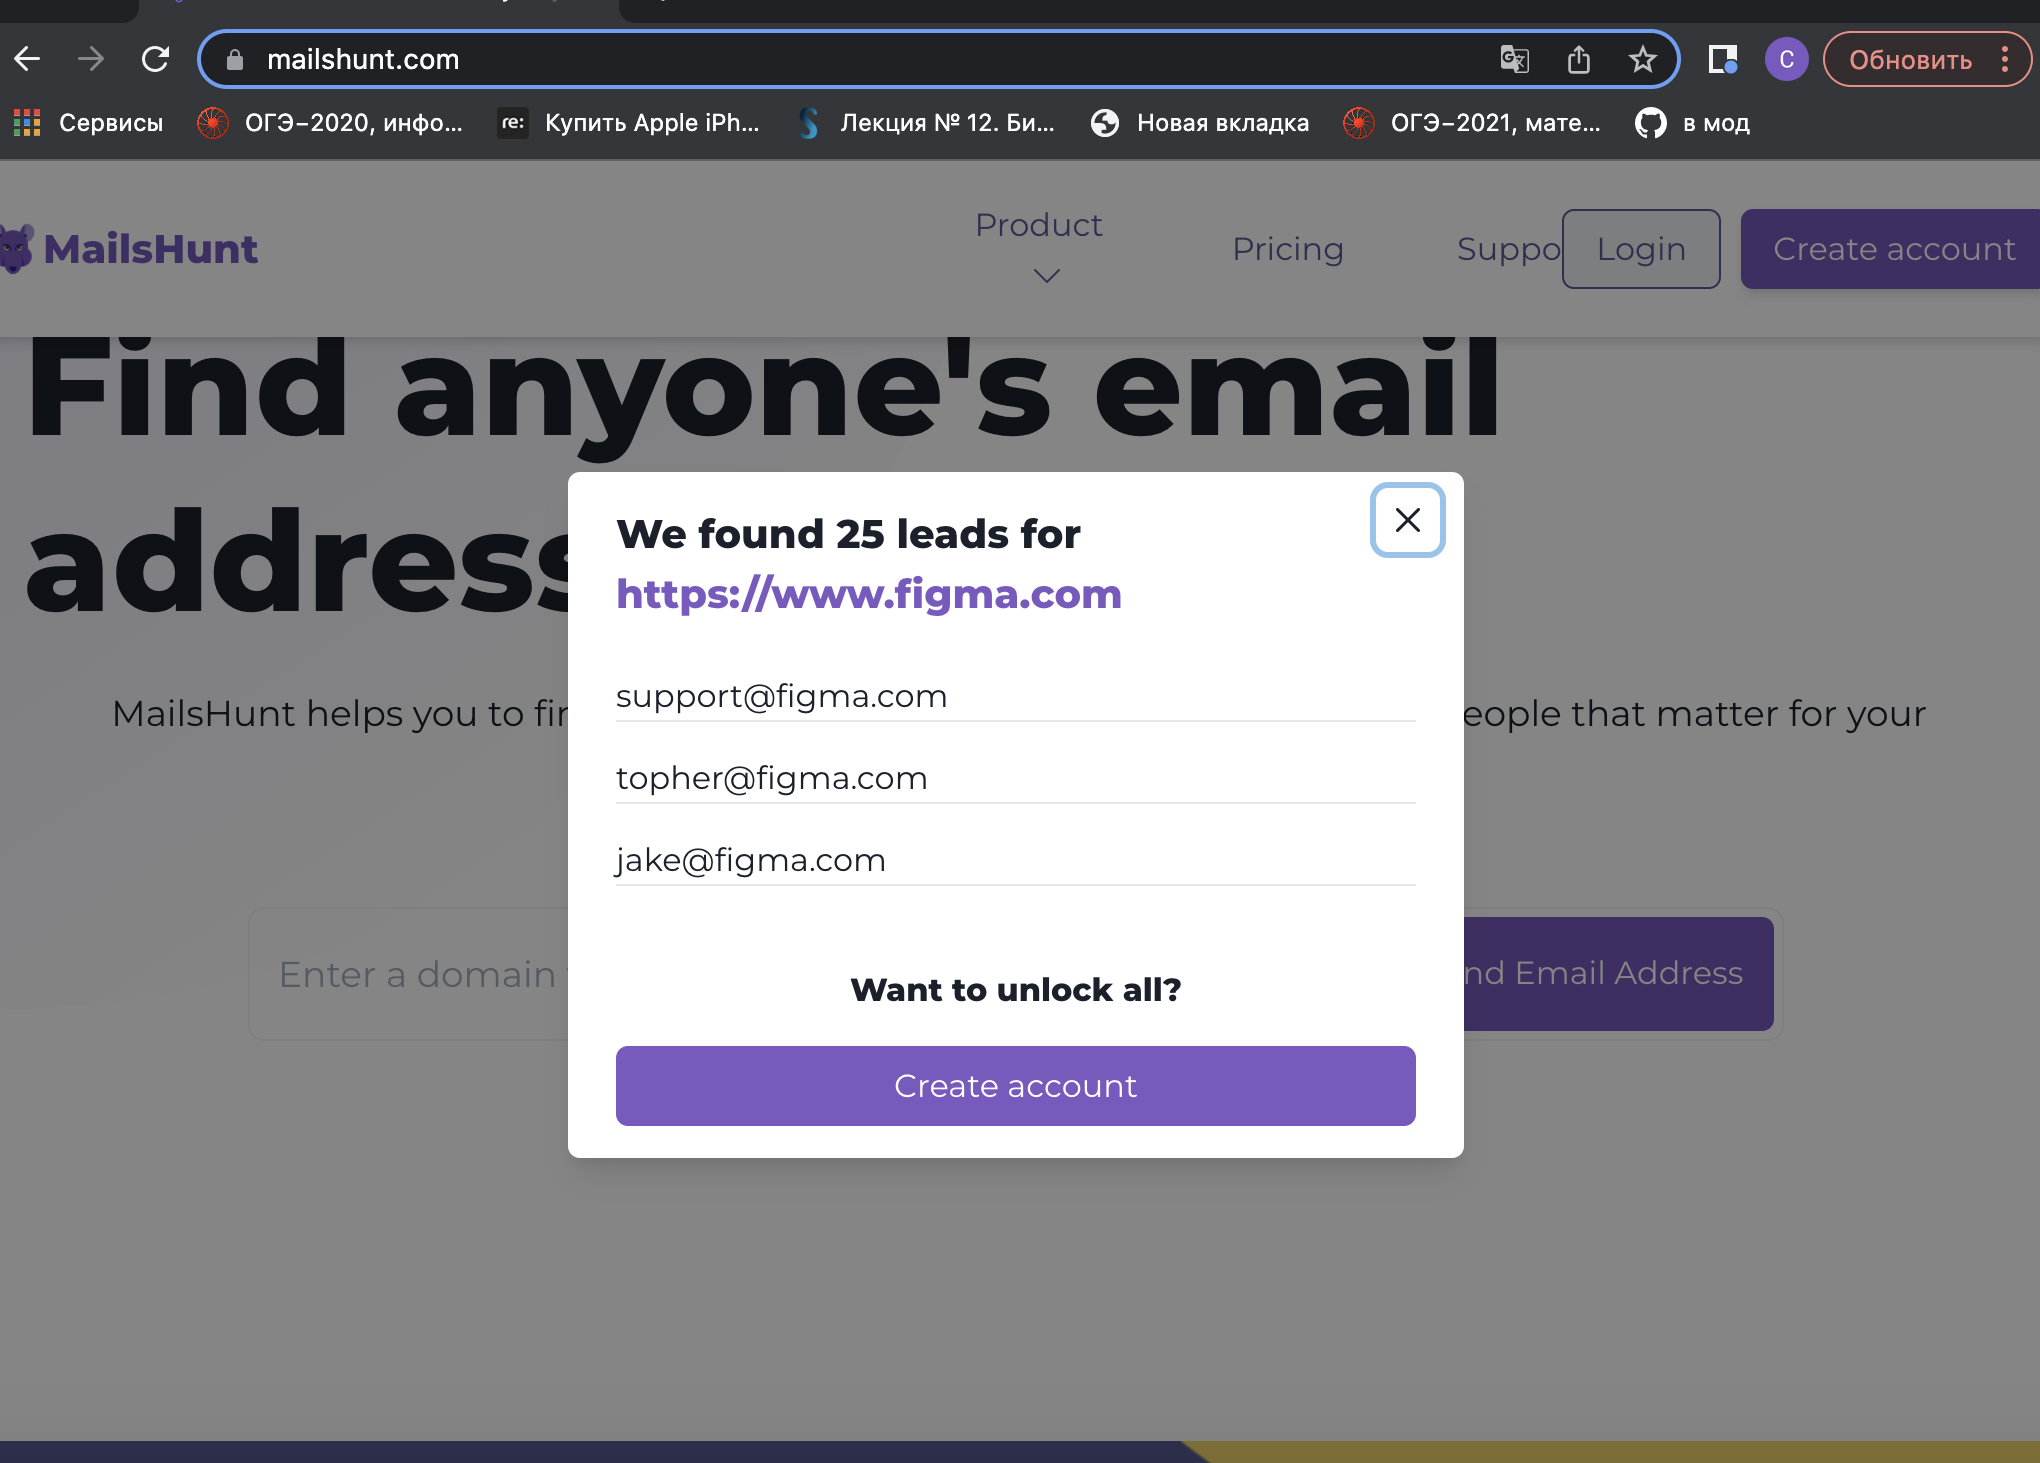 mailshunt.com
Обновить
Сервисы
ОГЭ–2020, инфо...
re:
Купить Apple iPh...
Лекция № 12. Би...
Новая вкладка
ОГЭ–2021, мате...
в мод
C
MailsHunt
Product
Pricing
Suppo
Login
Create account
Find anyone's email
address
MailsHunt helps you to fin
eople that matter for your
We found 25 leads for
https://www.figma.com
support@figma.com
topher@figma.com
jake@figma.com
Enter a domain
nd Email Address
Want to unlock all?
Create account